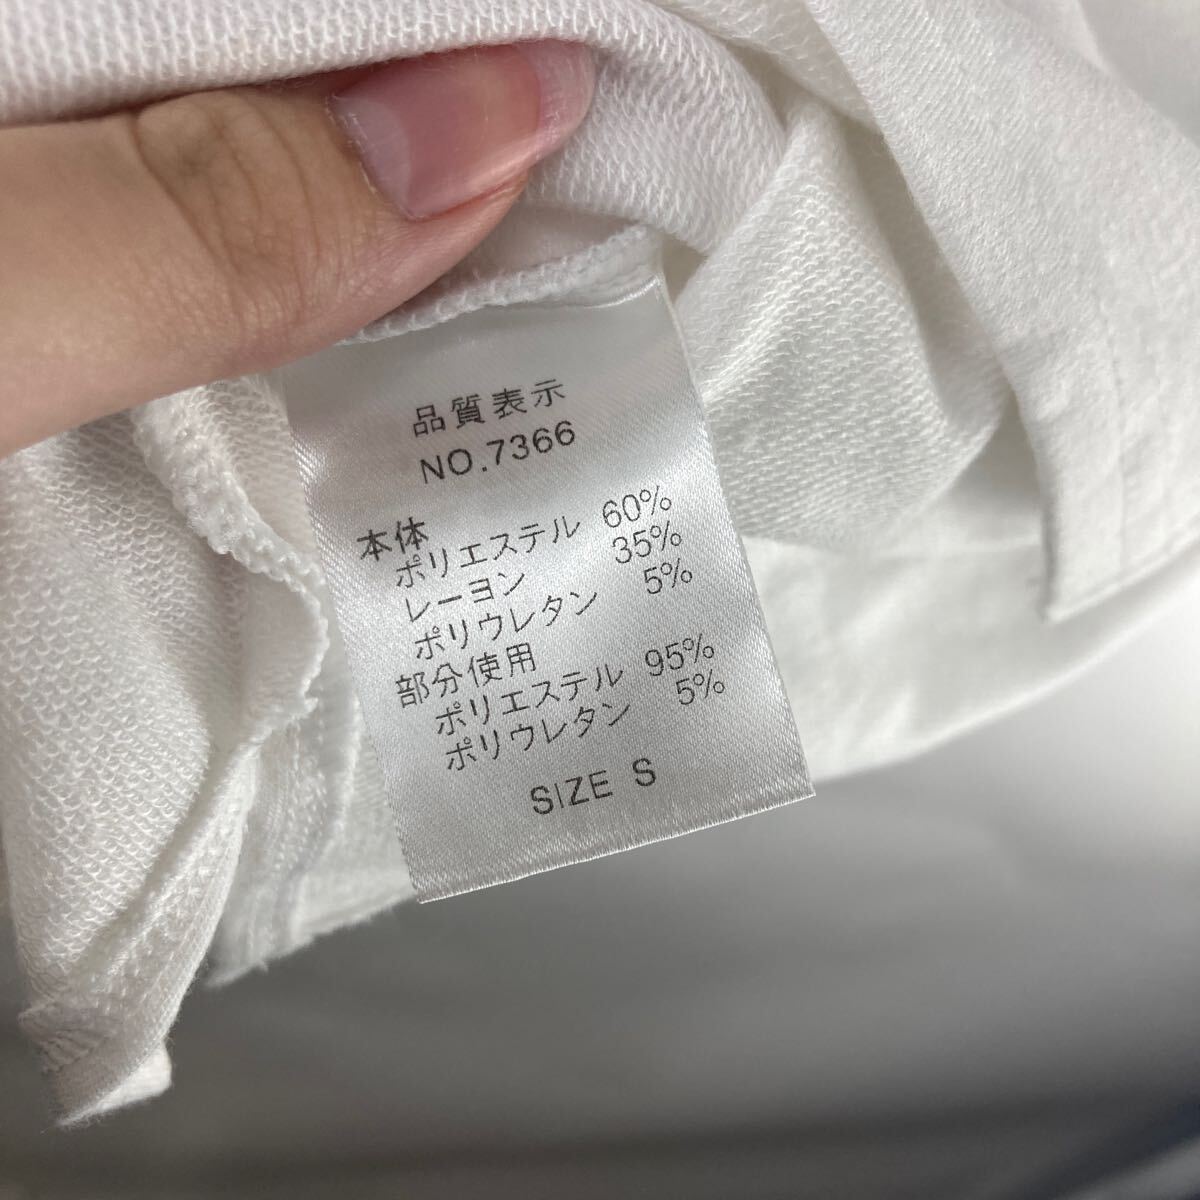 品質表示
NO.7366
本体
ポリエステル 60%
レーヨン 35%
ポリウレタン 5%
部分使用
ポリエステル 95%
ポリウレタン 5%
SIZE S